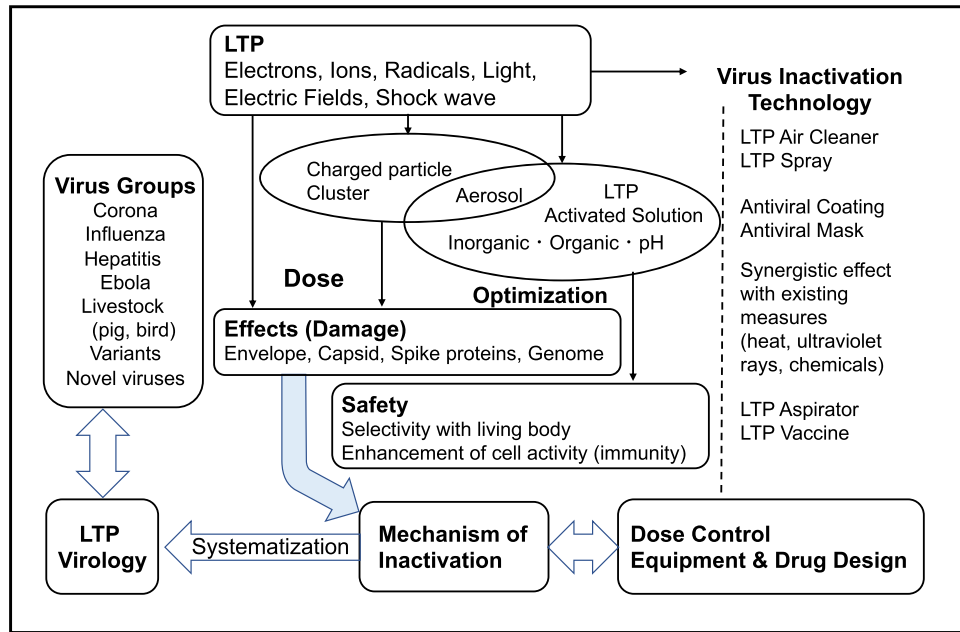 LTP
Electrons, Ions, Radicals, Light,
Electric Fields, Shock wave
Virus Inactivation
Technology
LTP Air Cleaner
LTP Spray
Antiviral Coating
Antiviral Mask
Synergistic effect
with existing
measures
(heat, ultraviolet
rays, chemicals)
LTP Aspirator
LTP Vaccine
Charged particle
Cluster
Aerosol
LTP
Activated Solution
Inorganic・Organic・pH
Virus Groups
Corona
Influenza
Hepatitis
Ebola
Livestock
(pig, bird)
Variants
Novel viruses
Dose
Optimization
Effects (Damage)
Envelope, Capsid, Spike proteins, Genome
Safety
Selectivity with living body
Enhancement of cell activity (immunity)
LTP
Virology
Systematization
Mechanism of
Inactivation
Dose Control
Equipment & Drug Design